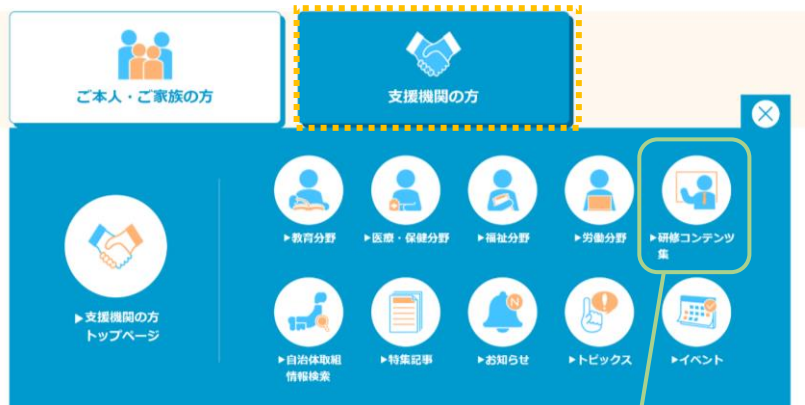 ご本人・ご家族の方
支援機関の方
▶支援機関の方
トップページ
▶教育分野
▶医療・保健分野
▶福祉分野
▶労働分野
▶研修コンテンツ
集
▶自治体取組
情報検索
▶特集記事
▶お知らせ
▶トピックス
▶イベント
N